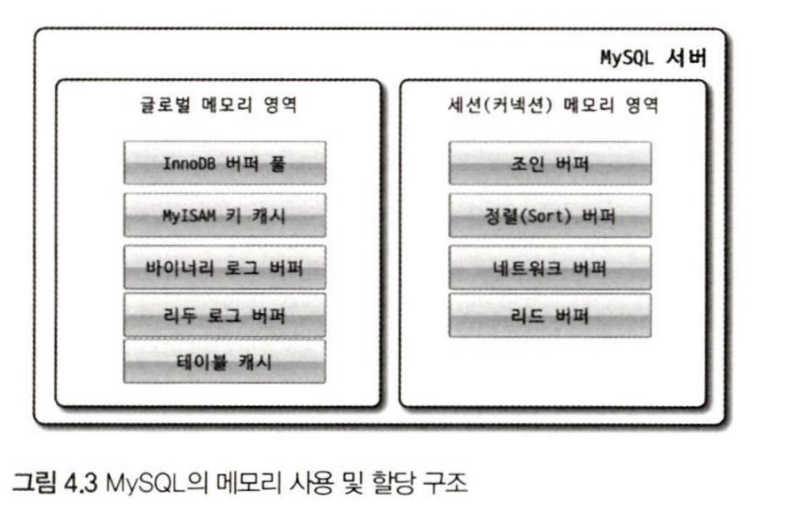 MySQL 서버
글로벌 메모리 영역
InnoDB 버퍼 풀
MyISAM 키 캐시
바이너리 로그 버퍼
리두 로그 버퍼
테이블 캐시
세션(커넥션) 메모리 영역
조인 버퍼
정렬(Sort) 버퍼
네트워크 버퍼
리드 버퍼
그림 4.3 MySQL의 메모리 사용 및 할당 구조